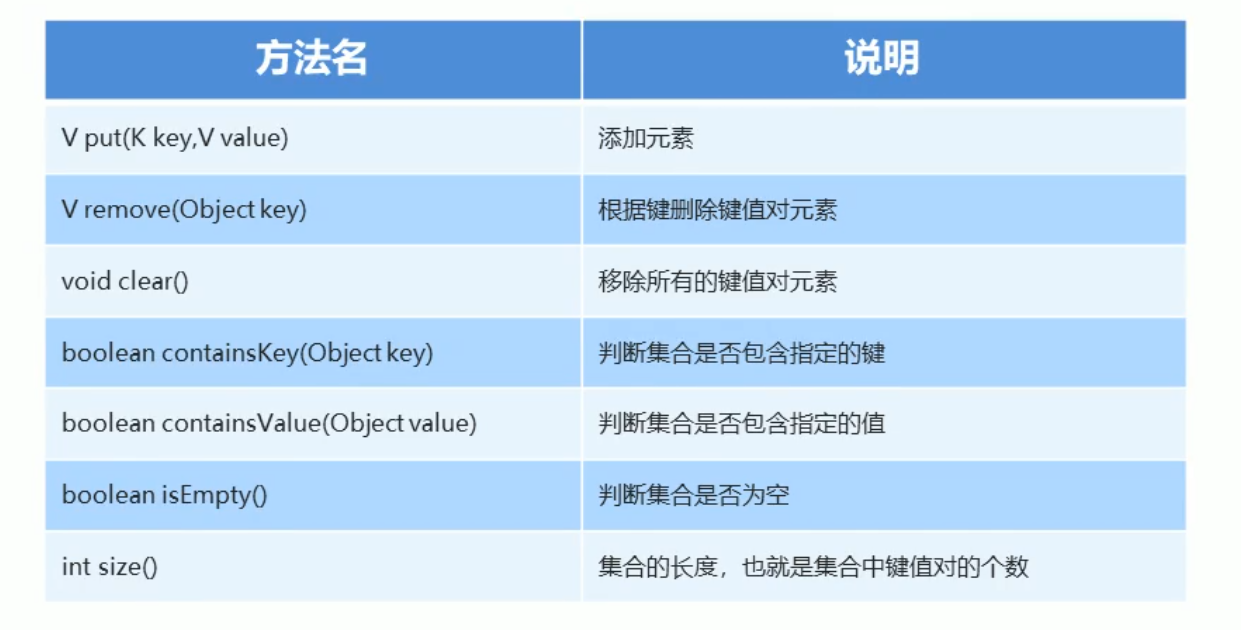 方法名 说明
V put(K key,V value) 添加元素
V remove(Object key) 根据键删除键值对元素
void clear() 移除所有的键值对元素
boolean containsKey(Object key) 判断集合是否包含指定的键
boolean containsValue(Object value) 判断集合是否包含指定的值
boolean isEmpty() 判断集合是否为空
int size() 集合的长度，也就是集合中键值对的个数